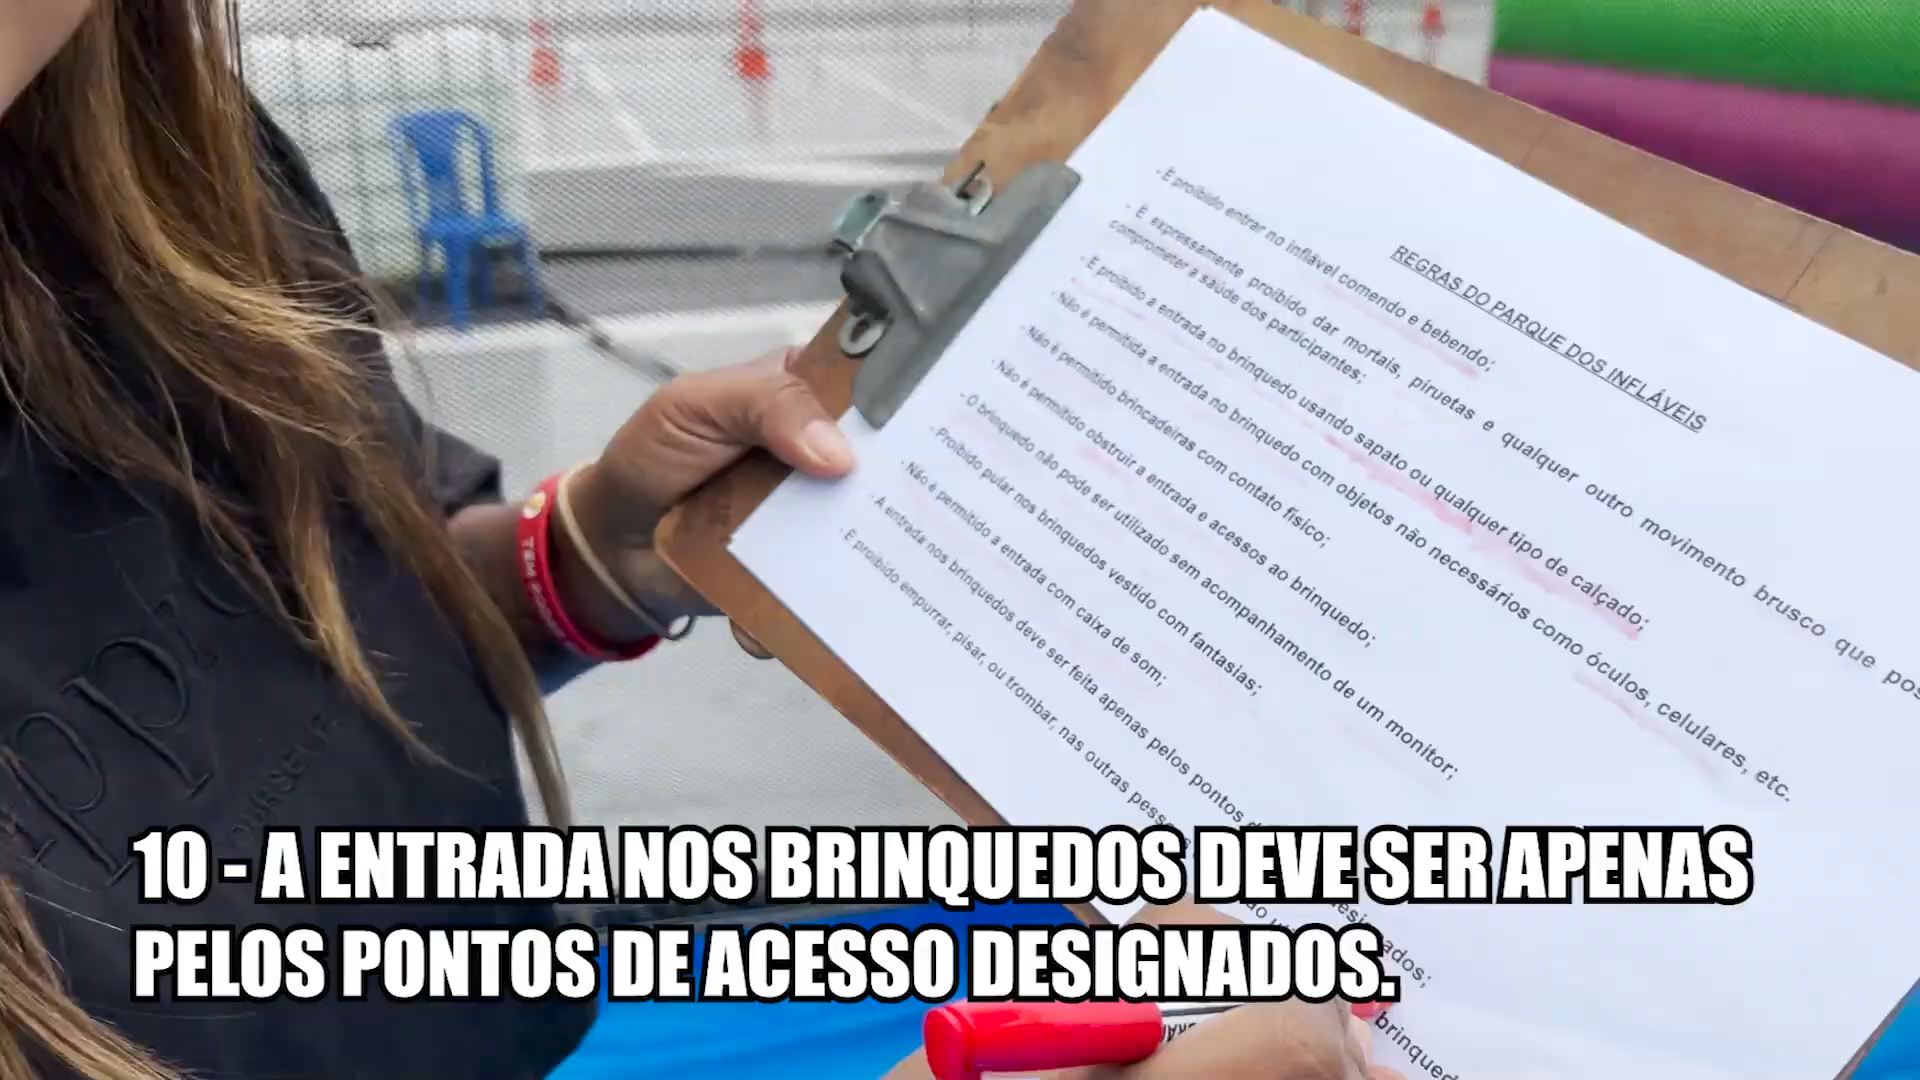 REGRAS DO PARQUE DOS INFLÁVEIS
- É proibido entrar no inflável comendo e bebendo;
- É expressamente proibido dar mortais, piruetas e qualquer outro movimento brusco que
comprometer a saúde dos participantes;
- É proibido a entrada no brinquedo usando sapato ou qualquer tipo de calçado;
- Não é permitida a entrada no brinquedo com objetos não necessários como óculos, celulares, etc.
- Não é permitido brincadeiras com contato físico;
- Não é permitido obstruir a entrada e acessos ao brinquedo;
- O brinquedo não pode ser utilizado sem acompanhamento de um monitor;
- Proibido pular nos brinquedos vestido com fantasias;
- Não é permitido a entrada com caixa de som;
- A entrada nos brinquedos deve ser feita apenas pelos pontos
- É proibido empurrar, pisar, ou trombar, nas outras
10 - A ENTRADA NOS BRINQUEDOS DEVE SER APENAS
PELOS PONTOS DE ACESSO DESIGNADOS.